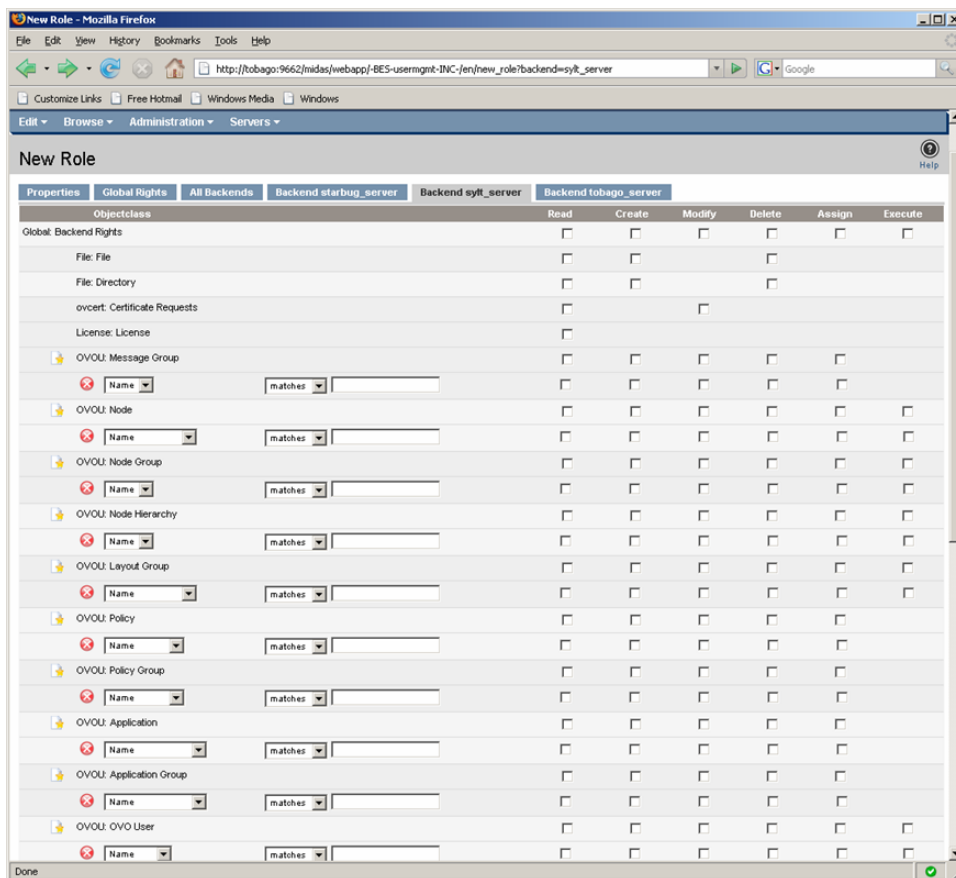 New Role - Mozilla Firefox
File Edit View History Bookmarks Tools Help
http://tobago:9662/midas/webapp/-BES-usermgmt-INC-/en/new_role?backend=sylt_server
G Google
Customize Links Free Hotmail Windows Media Windows
Edit Browse Administration Servers
New Role
Help
Properties Global Rights All Backends Backend starbug_server Backend sylt_server Backend tobago_server
Objectclass Read Create Modify Delete Assign Execute
Global: Backend Rights
File: File
File: Directory
ovcert: Certificate Requests
License: License
OVOU: Message Group
Name matches
OVOU: Node
Name matches
OVOU: Node Group
Name matches
OVOU: Node Hierarchy
Name matches
OVOU: Layout Group
Name matches
OVOU: Policy
Name matches
OVOU: Policy Group
Name matches
OVOU: Application
Name matches
OVOU: Application Group
Name matches
OVOU: OVO User
Name matches
Done